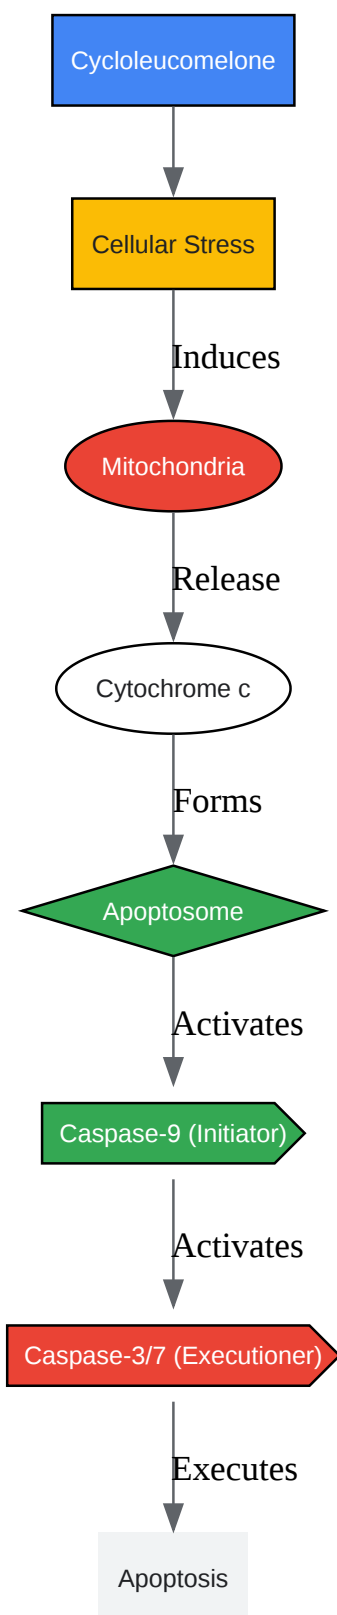 Cycloleucomelone
Cellular Stress
Induces
Mitochondria
Release
Cytochrome c
Forms
Apoptosome
Activates
Caspase-9 (Initiator)
Activates
Caspase-3/7 (Executioner)
Executes
Apoptosis